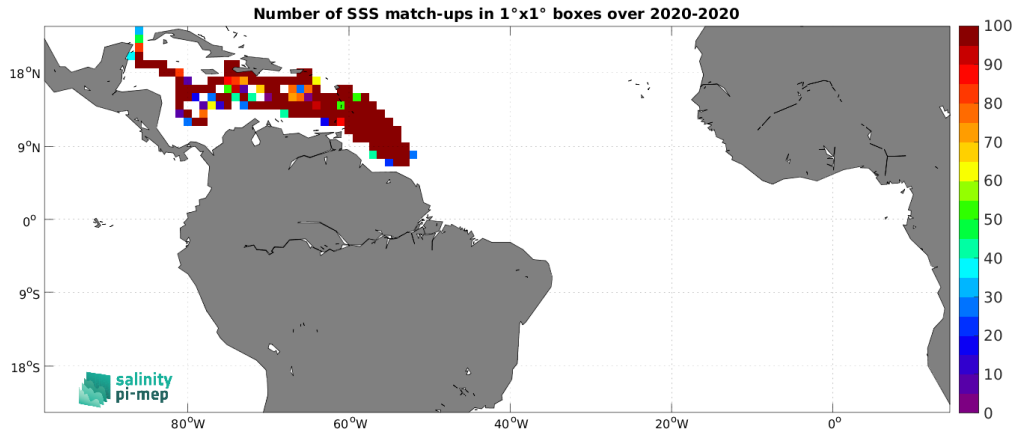 Number of SSS match-ups in 1°x1° boxes over 2020-2020
100
90
80
70
60
50
40
30
20
10
0
18°N
9°N
0°
9°S
18°S
80°W
60°W
40°W
20°W
0°
salinity
pi-mep